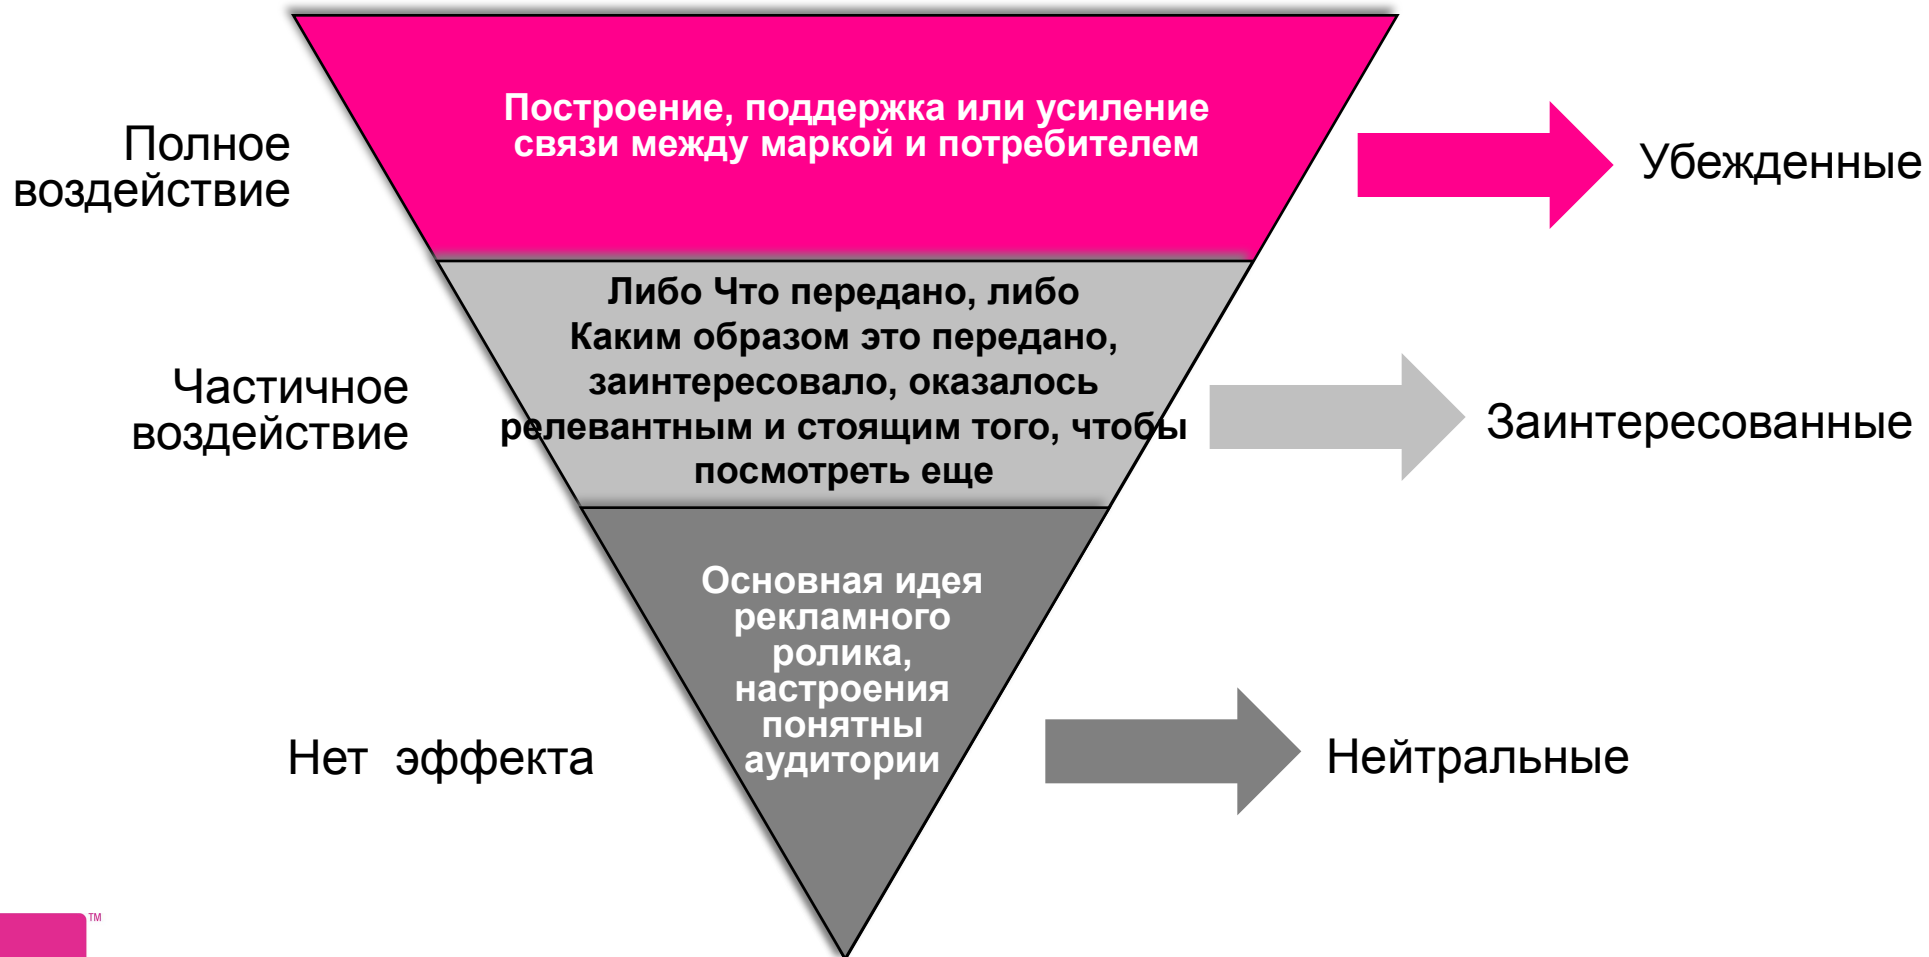 Полное
воздействие
Построение, поддержка или усиление
связи между маркой и потребителем
Убежденные
Частичное
воздействие
Либо Что передано, либо
Каким образом это передано,
заинтересовало, оказалось
релевантным и стоящим того, чтобы
посмотреть еще
Заинтересованные
Нет эффекта
Основная идея
рекламного
ролика,
настроения
понятны
аудитории
Нейтральные
TM